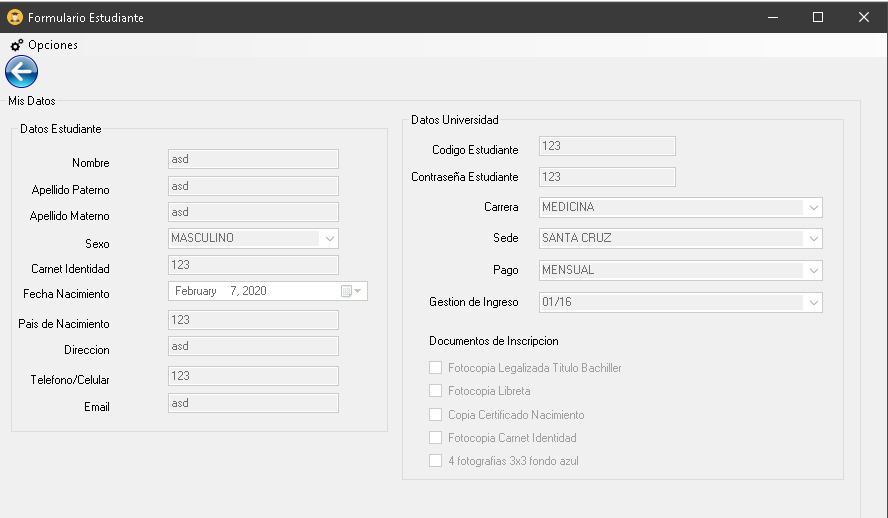 Formulario Estudiante
Opciones
Mis Datos
Datos Estudiante
Nombre asd
Apellido Paterno asd
Apellido Materno asd
Sexo MASCULINO
Carnet Identidad 123
Fecha Nacimiento February 7, 2020
Pais de Nacimiento 123
Direccion asd
Telefono/Celular 123
Email asd
Datos Universidad
Codigo Estudiante 123
Contraseña Estudiante 123
Carrera MEDICINA
Sede SANTA CRUZ
Pago MENSUAL
Gestion de Ingreso 01/16
Documentos de Inscripcion
Fotocopia Legalizada Titulo Bachiller
Fotocopia Libreta
Copia Certificado Nacimiento
Fotocopia Carnet Identidad
4 fotografias 3x3 fondo azul